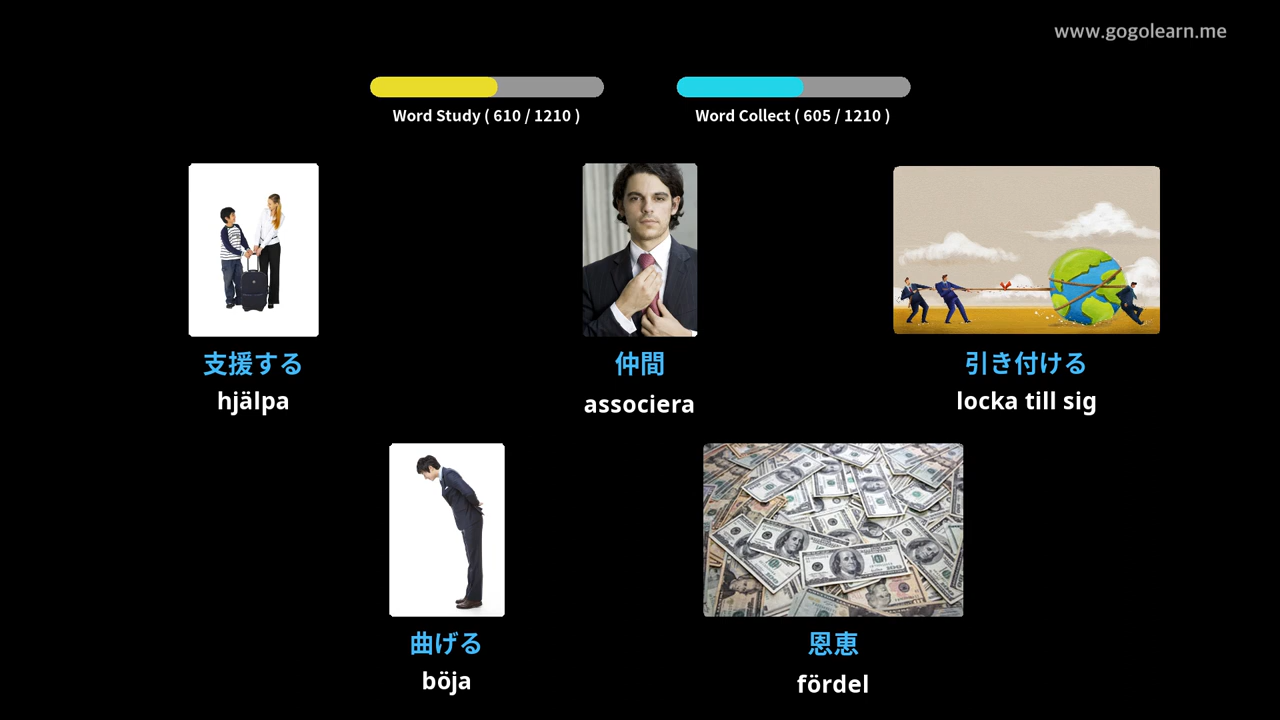 www.gogolearn.me
Word Study ( 610 / 1210 )
Word Collect ( 605 / 1210 )
支援する
hjälpa
仲間
associera
引き付ける
locka till sig
曲げる
böja
恩恵
fördel